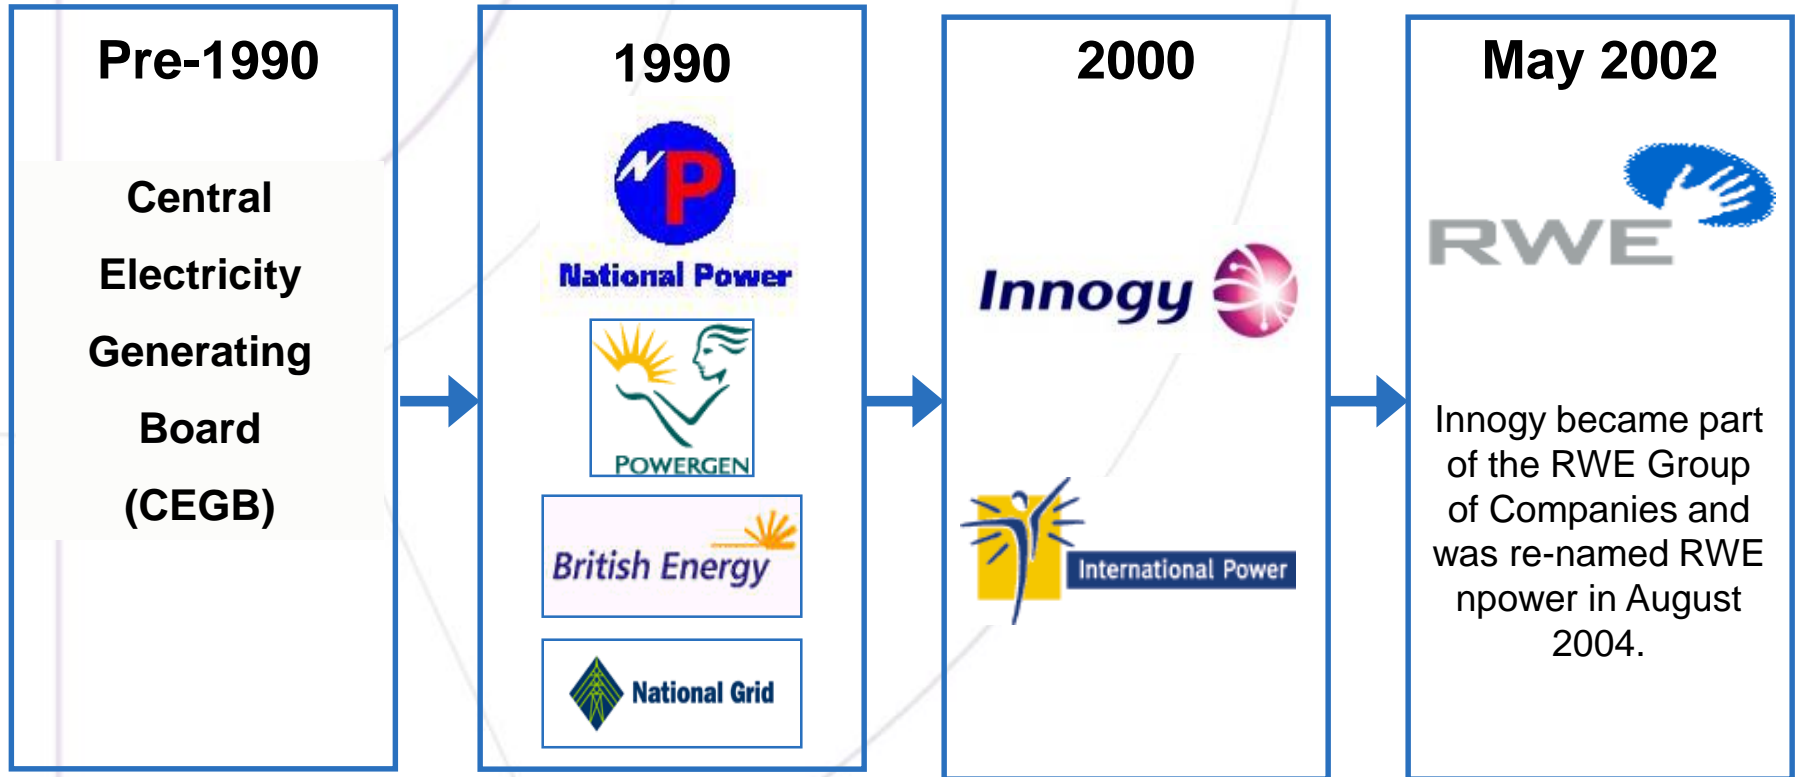 Pre-1990
Central
Electricity
Generating
Board
(CEGB)
1990
NP
National Power
POWERGEN
British Energy
National Grid
2000
Innogy
International Power
May 2002
RWE
Innogy became part
of the RWE Group
of Companies and
was re-named RWE
npower in August
2004.